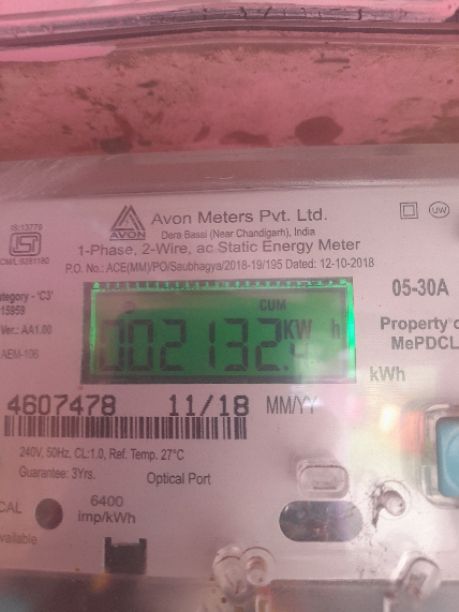 Avon Meters Pvt. Ltd.
AVON
Dera Bassi (Near Chandigarh), India
IS:13779
1-Phase, 2-Wire, ac Static Energy Meter
P.O. No.: ACE(MM)/PO/Saubhagya/2018-19/195 Dated: 12-10-2018
UW
05-30A
ategory - 'C3'
Ver.: AA1.00
AEM-106
CUM
002132.4 KW h
Property o
MePDCL
kWh
4607478 11/18 MM/YY
240V, 50Hz, CL:1.0, Ref. Temp. 27°C
Guarantee: 3Yrs.
Optical Port
CAL
6400
imp/kWh
vailable